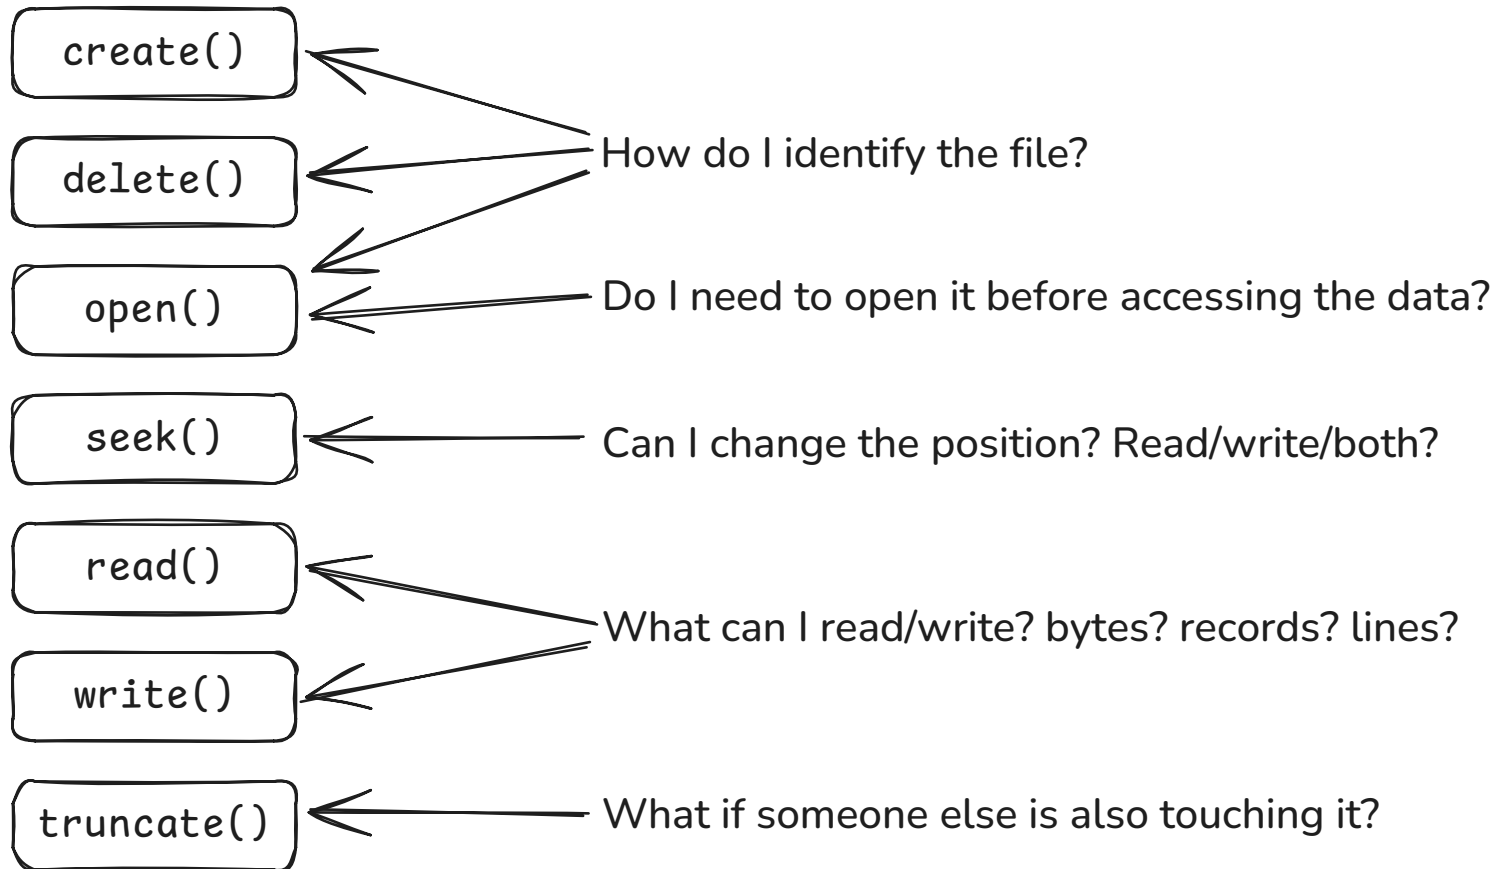 create()
delete()
How do I identify the file?
open()
Do I need to open it before accessing the data?
seek()
Can I change the position? Read/write/both?
read()
What can I read/write? bytes? records? lines?
write()
truncate()
What if someone else is also touching it?